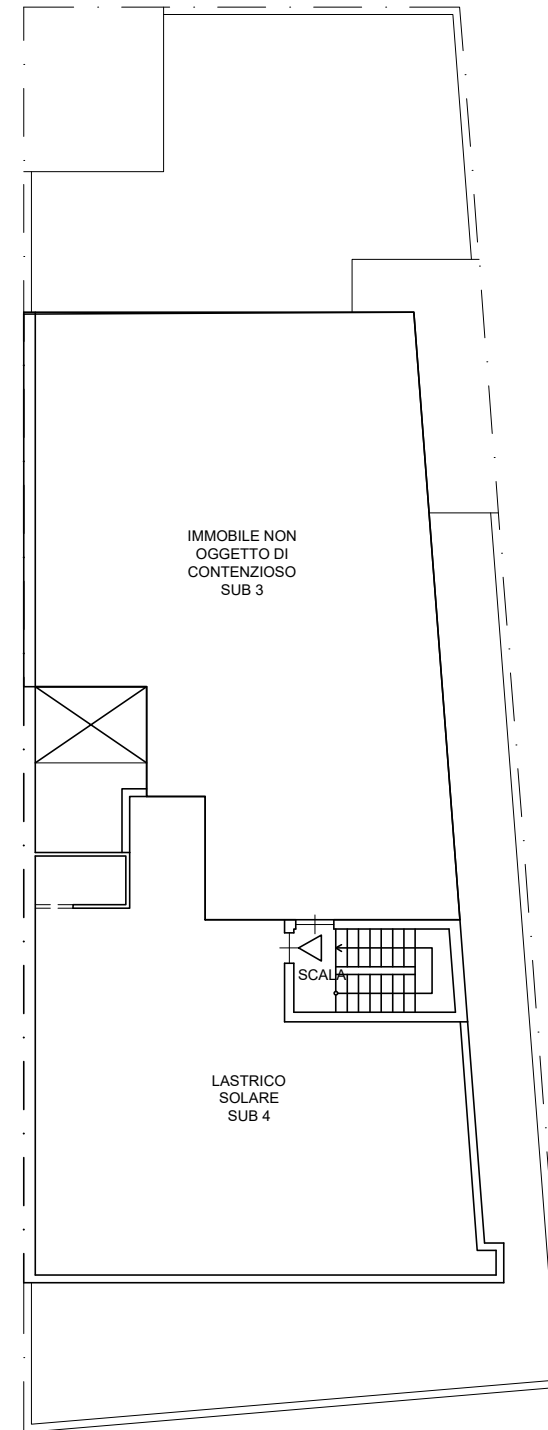 IMMOBILE NON
OGGETTO DI
CONTENZIOSO
SUB 3
SCALA
LASTRICO
SOLARE
SUB 4